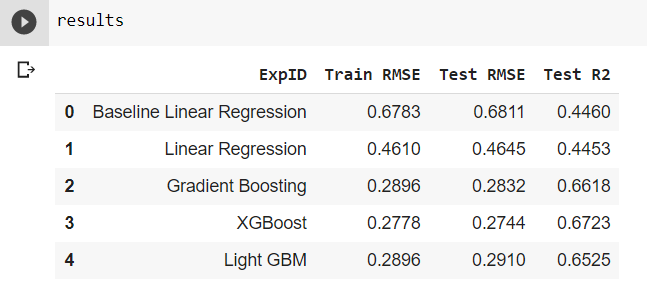 results
ExpID Train RMSE Test RMSE Test R2
0 Baseline Linear Regression 0.6783 0.6811 0.4460
1 Linear Regression 0.4610 0.4645 0.4453
2 Gradient Boosting 0.2896 0.2832 0.6618
3 XGBoost 0.2778 0.2744 0.6723
4 Light GBM 0.2896 0.2910 0.6525